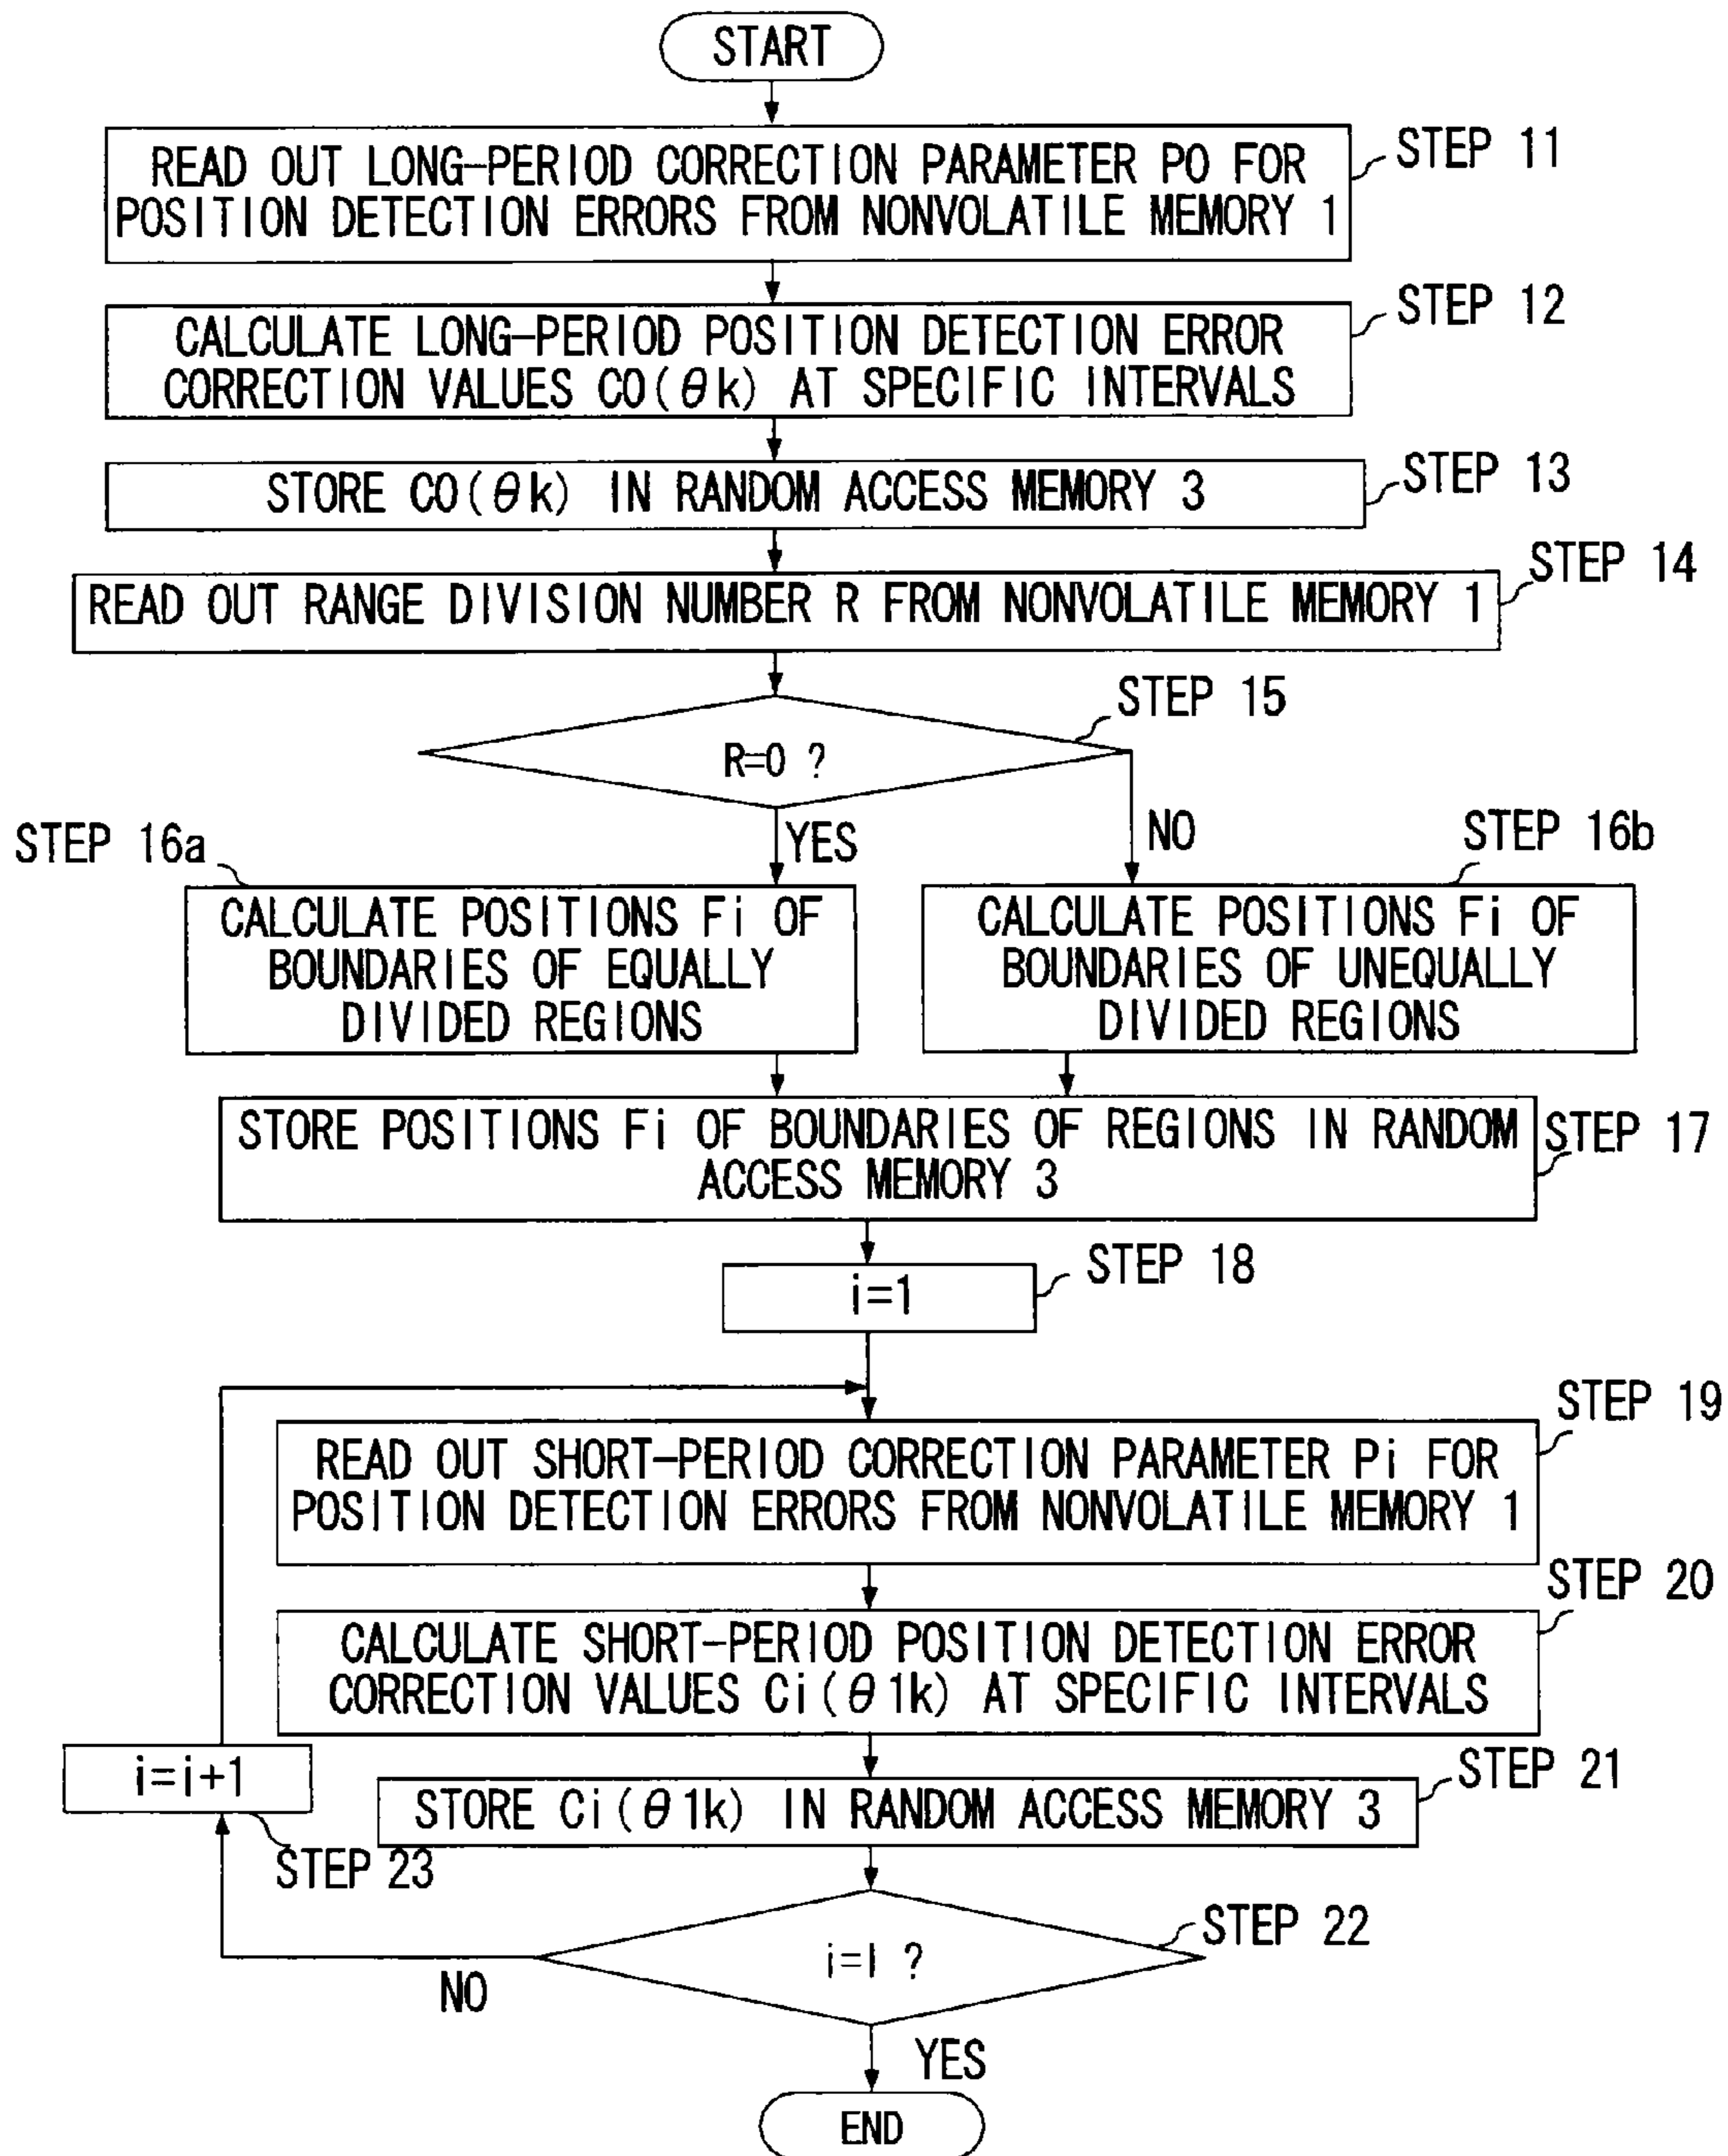 START
READ OUT LONG-PERIOD CORRECTION PARAMETER P0 FOR
POSITION DETECTION ERRORS FROM NONVOLATILE MEMORY 1
STEP 11
CALCULATE LONG-PERIOD POSITION DETECTION ERROR
CORRECTION VALUES C0(θk) AT SPECIFIC INTERVALS
STEP 12
STORE C0(θk) IN RANDOM ACCESS MEMORY 3
STEP 13
READ OUT RANGE DIVISION NUMBER R FROM NONVOLATILE MEMORY 1
STEP 14
R=0 ?
STEP 15
YES
NO
STEP 16a
CALCULATE POSITIONS Fi OF
BOUNDARIES OF EQUALLY
DIVIDED REGIONS
STEP 16b
CALCULATE POSITIONS Fi OF
BOUNDARIES OF UNEQUALLY
DIVIDED REGIONS
STORE POSITIONS Fi OF BOUNDARIES OF REGIONS IN RANDOM
ACCESS MEMORY 3
STEP 17
i=1
STEP 18
READ OUT SHORT-PERIOD CORRECTION PARAMETER Pi FOR
POSITION DETECTION ERRORS FROM NONVOLATILE MEMORY 1
STEP 19
CALCULATE SHORT-PERIOD POSITION DETECTION ERROR
CORRECTION VALUES Ci(θ1k) AT SPECIFIC INTERVALS
STEP 20
STORE Ci(θ1k) IN RANDOM ACCESS MEMORY 3
STEP 21
i=i+1
STEP 23
i=I ?
STEP 22
NO
YES
END